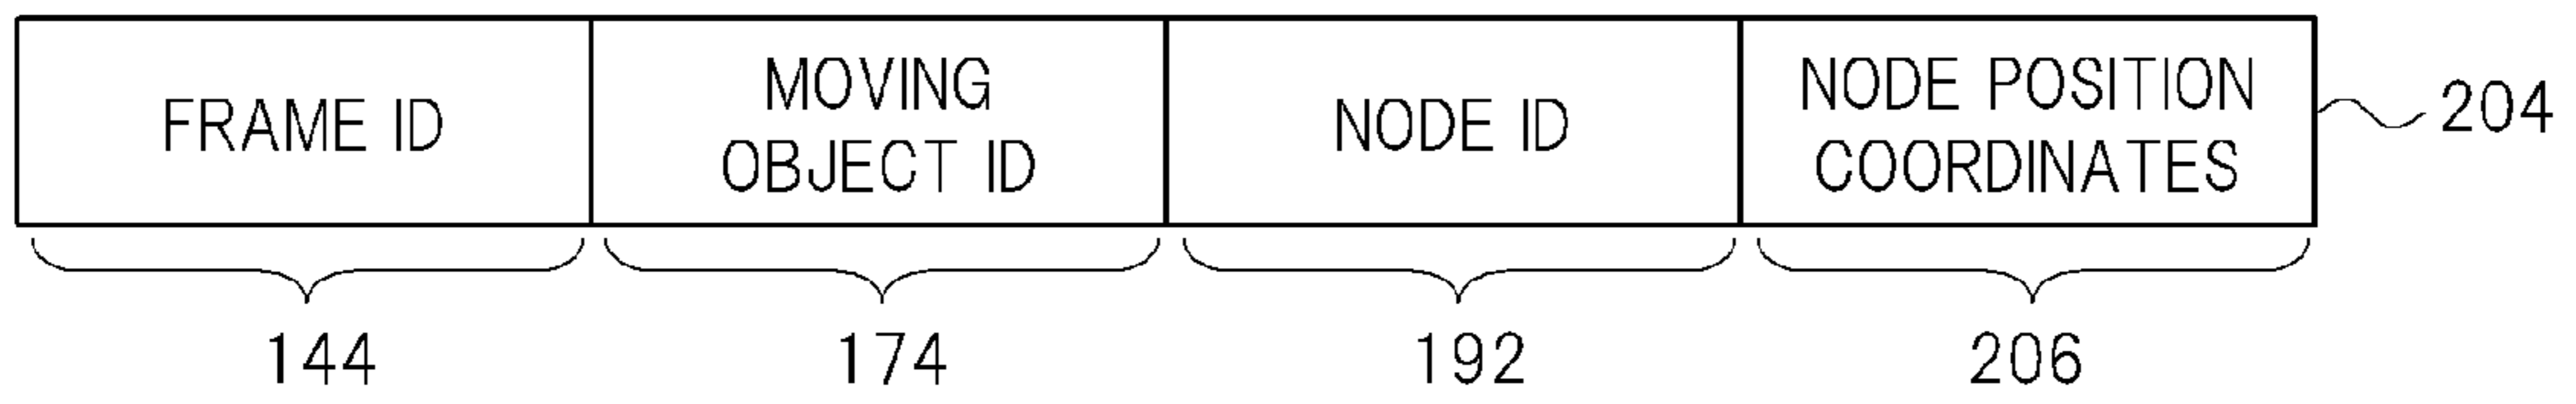 FRAME ID
MOVING
OBJECT ID
NODE ID
NODE POSITION
COORDINATES
204
144
174
192
206